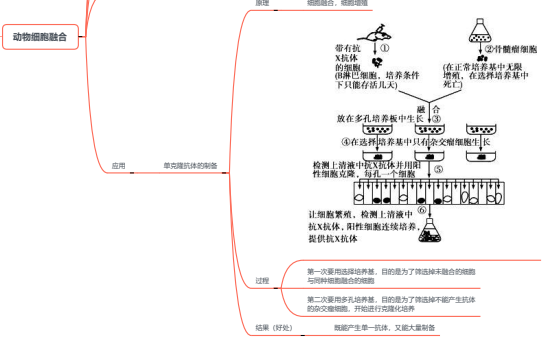 原理
细胞融合，细胞增殖
动物细胞融合
带有抗
X抗体
的细胞
(B淋巴细胞，培养条件
下只能存活几天)
①
②骨髓瘤细胞
(在正常培养基中无限
增殖，在选择培养基中
死亡)
融 合
放在多孔培养板中生长
③
④在选择培养基中只有杂交瘤细胞生长
检测上清液中抗X抗体并用阳
性细胞克隆，每孔一个细胞
⑤
应用
单克隆抗体的制备
⑥
让细胞繁殖，检测上清液中
抗X抗体，阳性细胞连续培养，
提供抗X抗体
过程
第一次要用选择培养基，目的是为了筛选掉未融合的细胞
与同种细胞融合的细胞
第二次要用多孔培养基，目的是为了筛选掉不能产生抗体
的杂交瘤细胞，开始进行克隆化培养
结果（好处）
既能产生单一抗体，又能大量制备